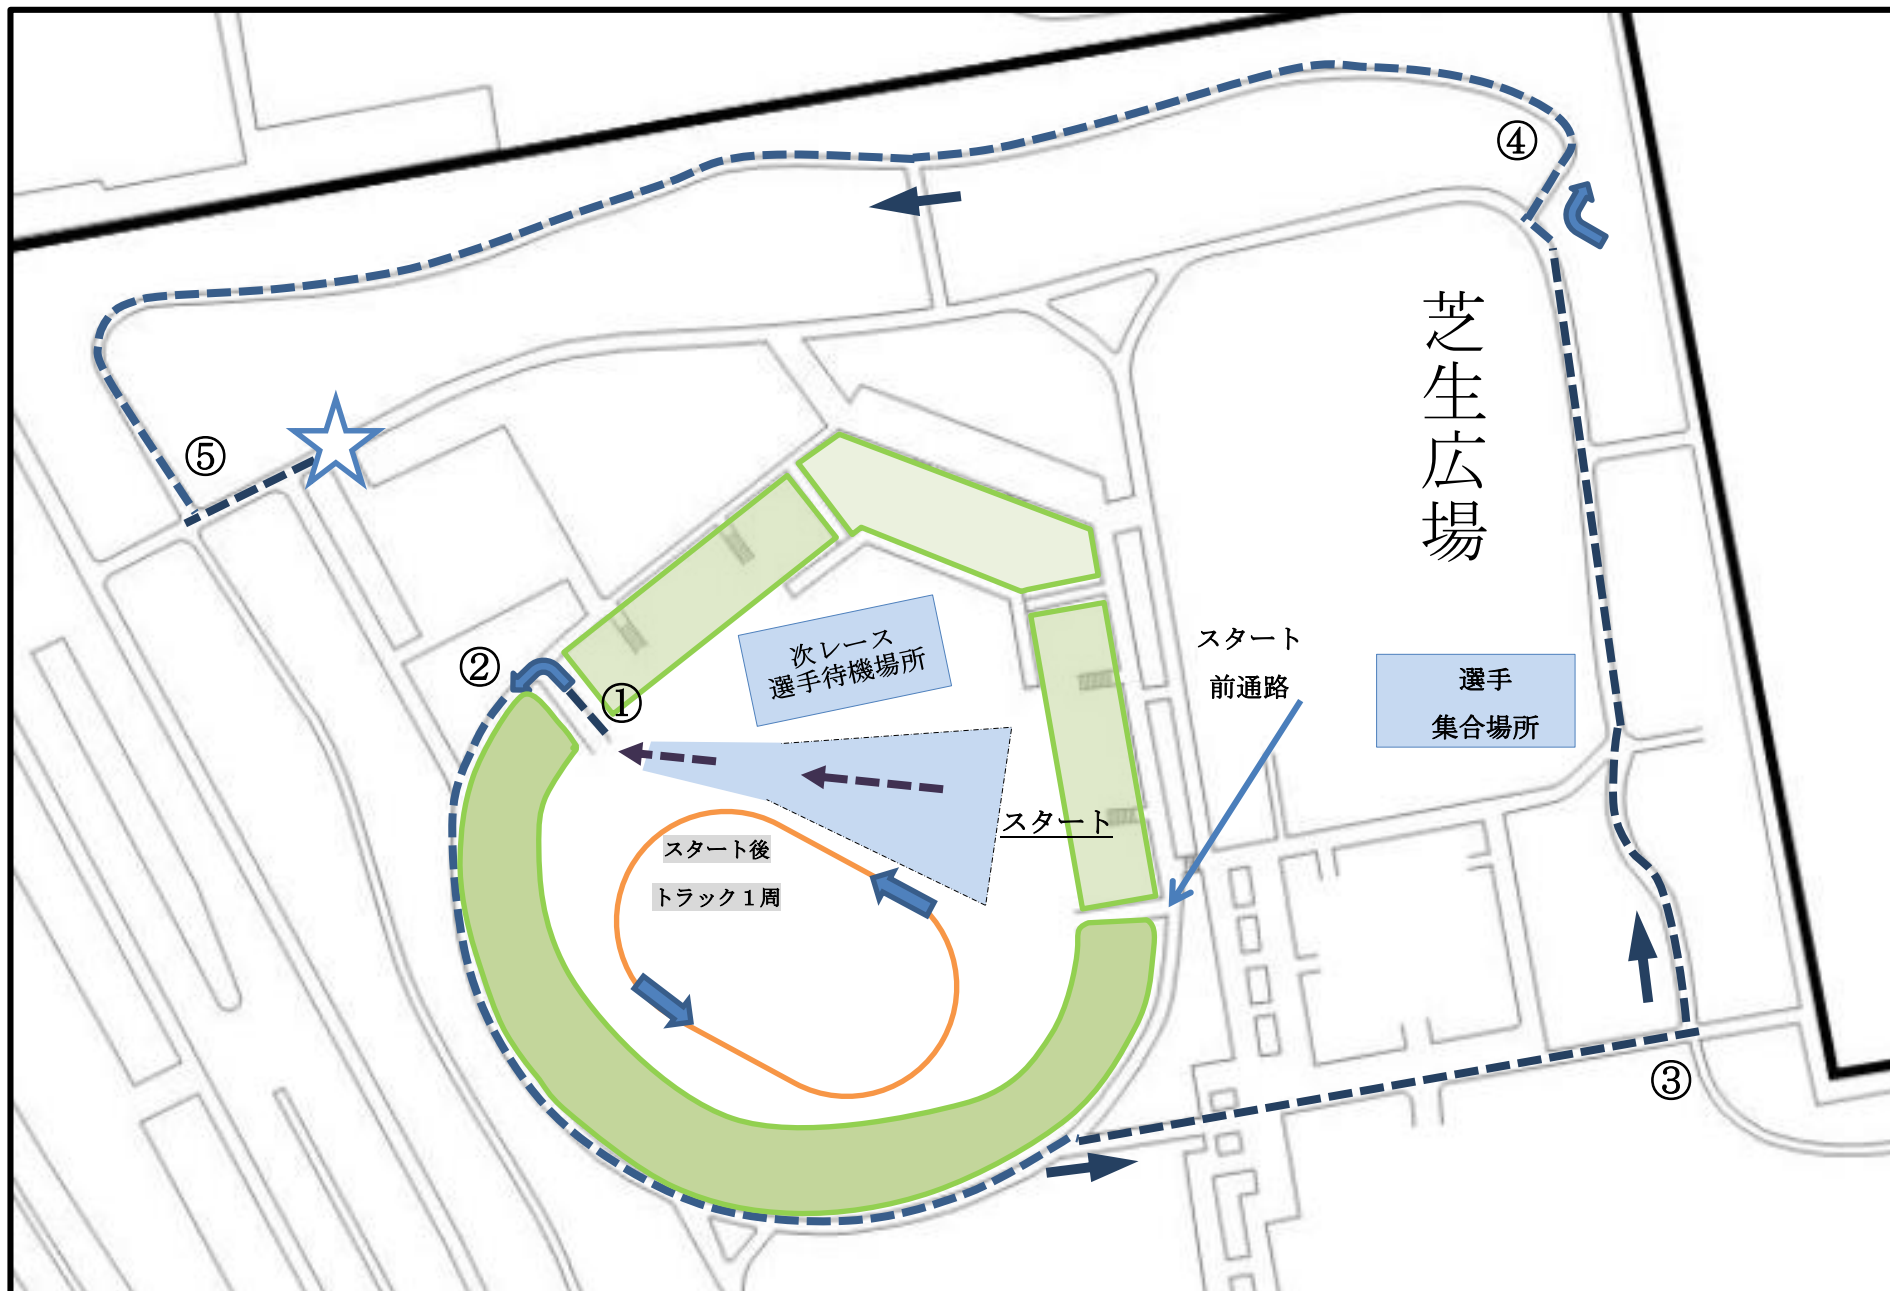 ④
芝生広場
⑤
スタート
前通路
次レース
選手待機場所
②
①
選手
集合場所
スタート
スタート後
トラック１周
③